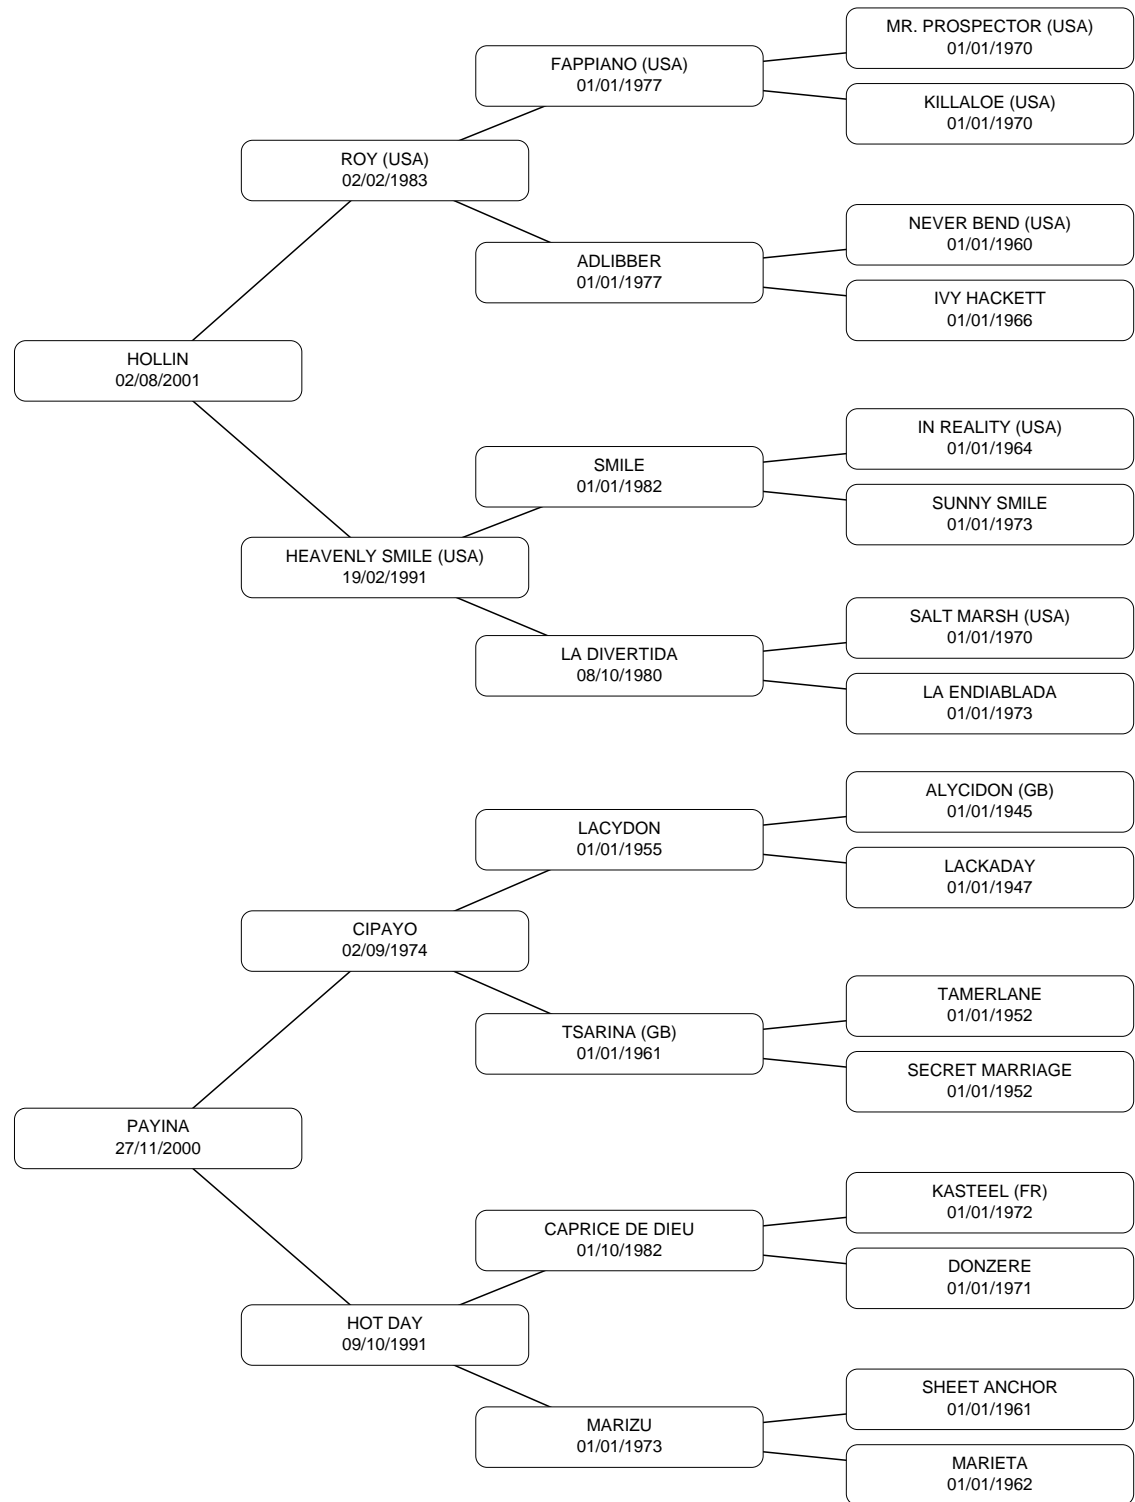 MR. PROSPECTOR (USA)
01/01/1970
FAPPIANO (USA)
01/01/1977
KILLALOE (USA)
01/01/1970
ROY (USA)
02/02/1983
NEVER BEND (USA)
01/01/1960
ADLIBBER
01/01/1977
IVY HACKETT
01/01/1966
HOLLIN
02/08/2001
IN REALITY (USA)
01/01/1964
SMILE
01/01/1982
SUNNY SMILE
01/01/1973
HEAVENLY SMILE (USA)
19/02/1991
SALT MARSH (USA)
01/01/1970
LA DIVERTIDA
08/10/1980
LA ENDIABLADA
01/01/1973
ALYCIDON (GB)
01/01/1945
LACYDON
01/01/1955
LACKADAY
01/01/1947
CIPAYO
02/09/1974
TAMERLANE
01/01/1952
TSARINA (GB)
01/01/1961
SECRET MARRIAGE
01/01/1952
PAYINA
27/11/2000
KASTEEL (FR)
01/01/1972
CAPRICE DE DIEU
01/10/1982
DONZERE
01/01/1971
HOT DAY
09/10/1991
SHEET ANCHOR
01/01/1961
MARIZU
01/01/1973
MARIETA
01/01/1962